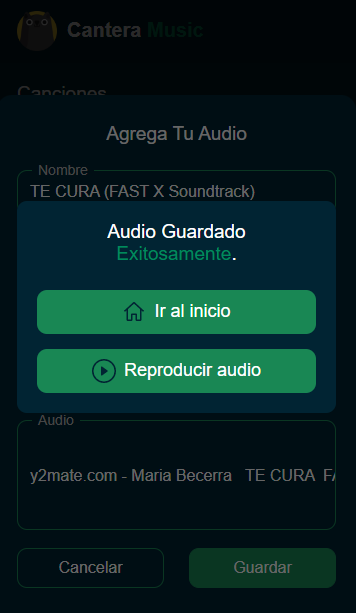 Cantera Music
Canciones
Agrega Tu Audio
Nombre
TE CURA (FAST X Soundtrack)
Audio Guardado
Exitosamente.
Ir al inicio
Reproducir audio
Audio
y2mate.com - Maria Becerra TE CURA FA
Cancelar
Guardar